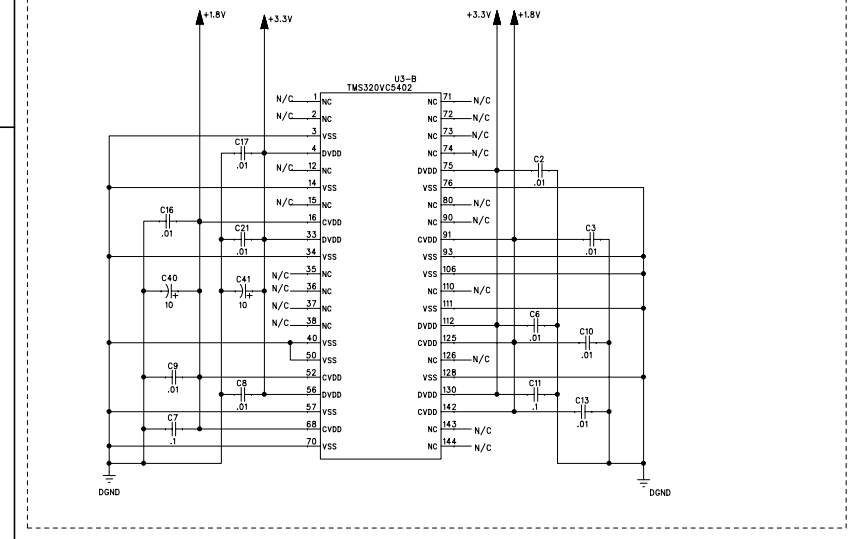 +1.8V
+3.3V
+3.3V
+1.8V
U3-B
TMS320VC5402
N/C 1 NC
NC 71 N/C
N/C 2 NC
NC 72 N/C
3 VSS
NC 73 N/C
C17
.01
4 DVDD
NC 74 N/C
N/C 12 NC
DVDD 75
C2
.01
14 VSS
VSS 76
N/C 15 NC
NC 80 N/C
C16
.01
16 CVDD
NC 90 N/C
C21
.01
33 DVDD
CVDD 91
C3
.01
34 VSS
VSS 93
N/C 35 NC
VSS 106
C40
+
10
C41
+
10
N/C 36 NC
NC 110 N/C
N/C 37 NC
VSS 111
N/C 38 NC
DVDD 112
C6
.01
40 VSS
CVDD 125
C10
.01
50 VSS
NC 126 N/C
C9
.01
52 CVDD
VSS 128
C8
.01
56 DVDD
DVDD 130
C11
.1
57 VSS
CVDD 142
C13
.01
C7
.1
68 CVDD
NC 143 N/C
70 VSS
NC 144 N/C
DGND
DGND